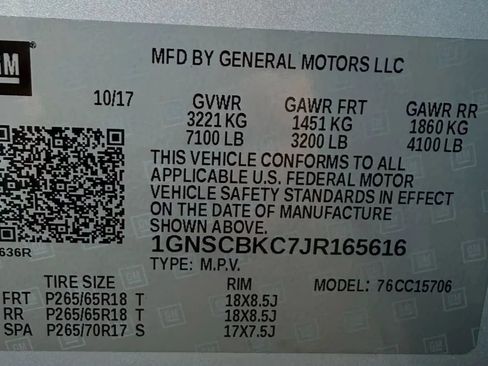 GM
MFD BY GENERAL MOTORS LLC
10/17 GVWR GAWR FRT GAWR RR
3221 KG 1451 KG 1860 KG
7100 LB 3200 LB 4100 LB
THIS VEHICLE CONFORMS TO ALL
APPLICABLE U.S. FEDERAL MOTOR
VEHICLE SAFETY STANDARDS IN EFFECT
ON THE DATE OF MANUFACTURE
SHOWN ABOVE.
1GNSCBKC7JR165616
636R
TYPE: M.P.V. MODEL: 76CC15706
TIRE SIZE RIM
FRT P265/65R18 T 18X8.5J
RR P265/65R18 T 18X8.5J
SPA P265/70R17 S 17X7.5J